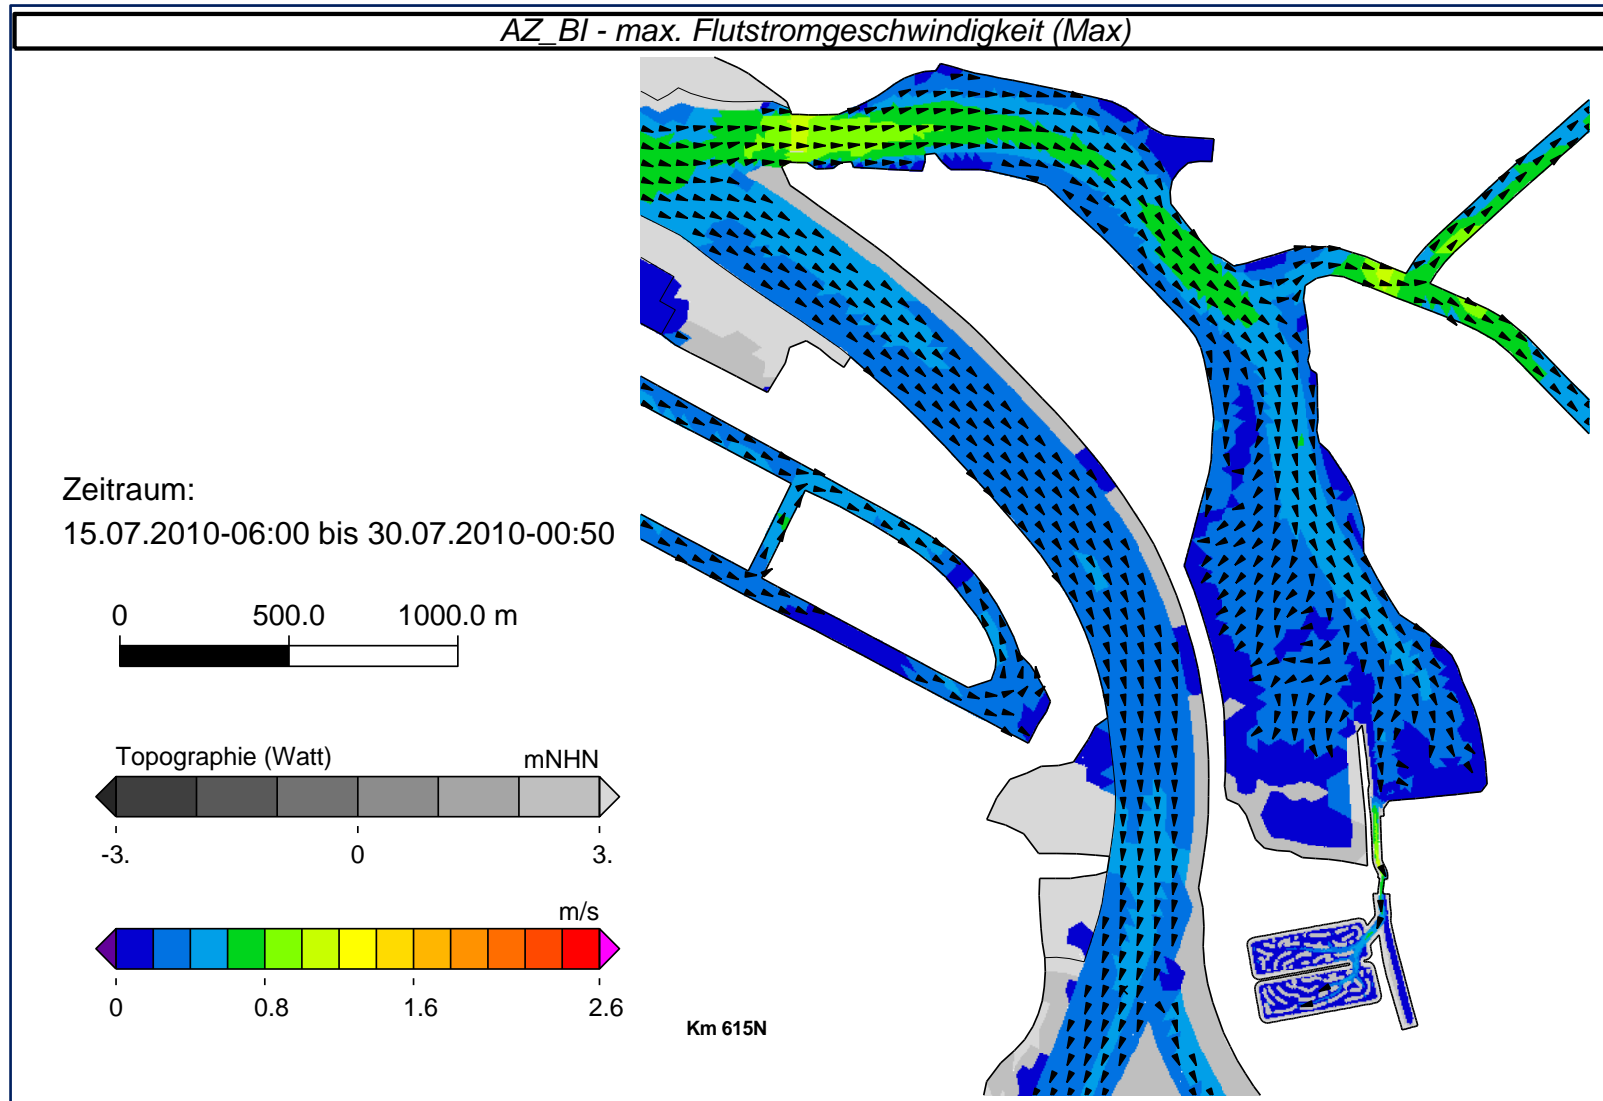 AZ_BI - max. Flutstromgeschwindigkeit (Max)
Zeitraum:
15.07.2010-06:00 bis 30.07.2010-00:50
0 500.0 1000.0 m
Topographie (Watt) mNHN
-3. 0 3.
m/s
0 0.8 1.6 2.6
Km 615N